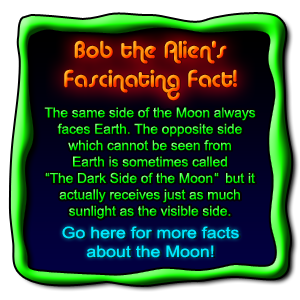 Bob the Alien's
Fascinating Fact!
The same side of the Moon always
faces Earth. The opposite side
which cannot be seen from
Earth is sometimes called
"The Dark Side of the Moon" but it
actually receives just as much
sunlight as the visible side.
Go here for more facts
about the Moon!